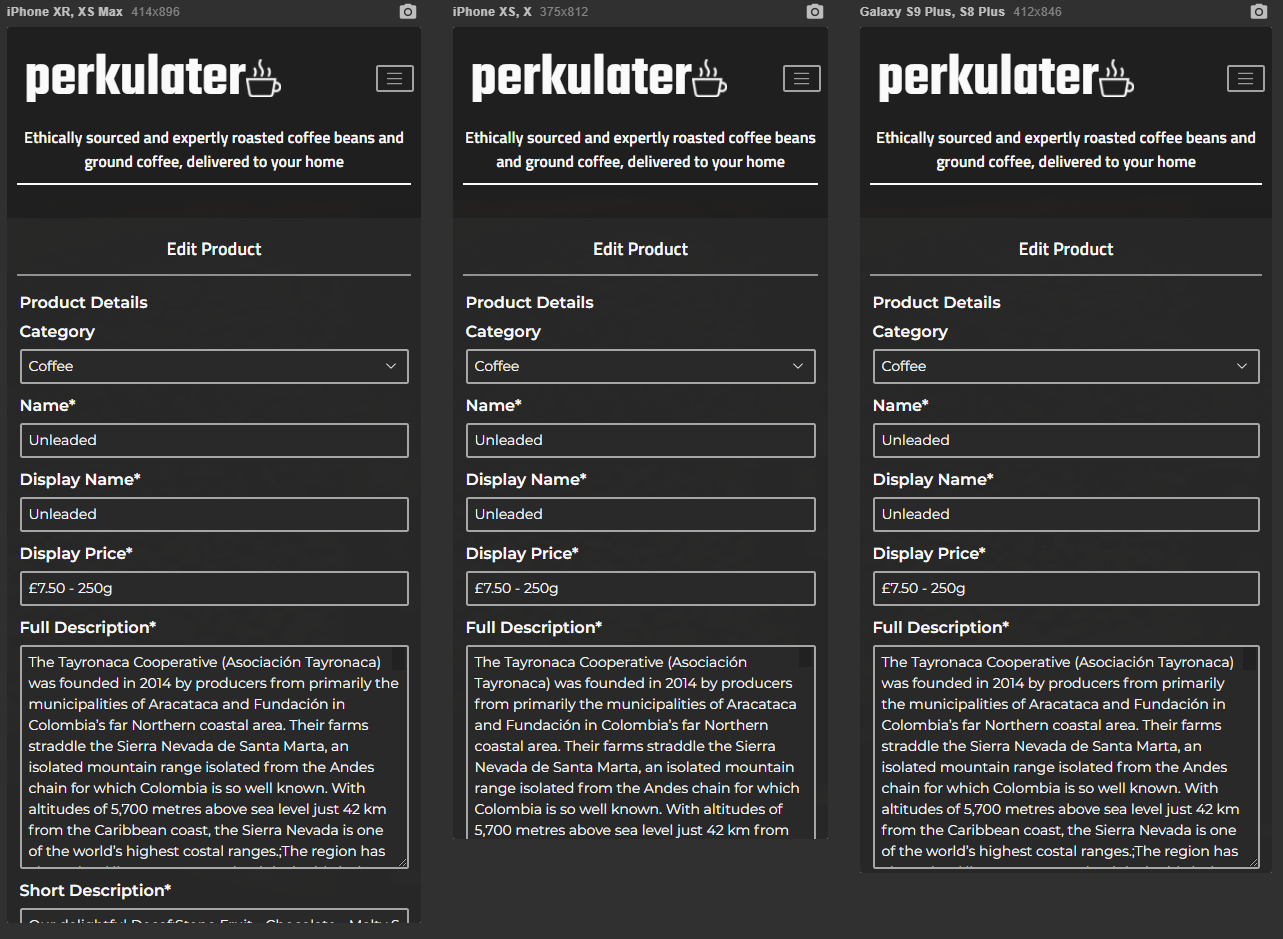 iPhone XR, XS Max 414x896
perkulater
Ethically sourced and expertly roasted coffee beans and
ground coffee, delivered to your home
Edit Product
Product Details
Category
Coffee
Name*
Unleaded
Display Name*
Unleaded
Display Price*
£7.50 - 250g
Full Description*
The Tayronaca Cooperative (Asociación Tayronaca)
was founded in 2014 by producers from primarily the
municipalities of Aracataca and Fundación in
Colombia's far Northern coastal area. Their farms
straddle the Sierra Nevada de Santa Marta, an
isolated mountain range isolated from the Andes
chain for which Colombia is so well known. With
altitudes of 5,700 metres above sea level just 42 km
from the Caribbean coast, the Sierra Nevada is one
of the world's highest costal ranges.;The region has
Short Description*
iPhone XS, X 375x812
perkulater
Ethically sourced and expertly roasted coffee beans
and ground coffee, delivered to your home
Edit Product
Product Details
Category
Coffee
Name*
Unleaded
Display Name*
Unleaded
Display Price*
£7.50 - 250g
Full Description*
The Tayronaca Cooperative (Asociación
Tayronaca) was founded in 2014 by producers
from primarily the municipalities of Aracataca
and Fundación in Colombia's far Northern
coastal area. Their farms straddle the Sierra
Nevada de Santa Marta, an isolated mountain
range isolated from the Andes chain for which
Colombia is so well known. With altitudes of
5,700 metres above sea level just 42 km from
Galaxy S9 Plus, S8 Plus 412x846
perkulater
Ethically sourced and expertly roasted coffee beans and
ground coffee, delivered to your home
Edit Product
Product Details
Category
Coffee
Name*
Unleaded
Display Name*
Unleaded
Display Price*
£7.50 - 250g
Full Description*
The Tayronaca Cooperative (Asociación Tayronaca)
was founded in 2014 by producers from primarily
the municipalities of Aracataca and Fundación in
Colombia's far Northern coastal area. Their farms
straddle the Sierra Nevada de Santa Marta, an
isolated mountain range isolated from the Andes
chain for which Colombia is so well known. With
altitudes of 5,700 metres above sea level just 42 km
from the Caribbean coast, the Sierra Nevada is one
of the world's highest costal ranges.;The region has